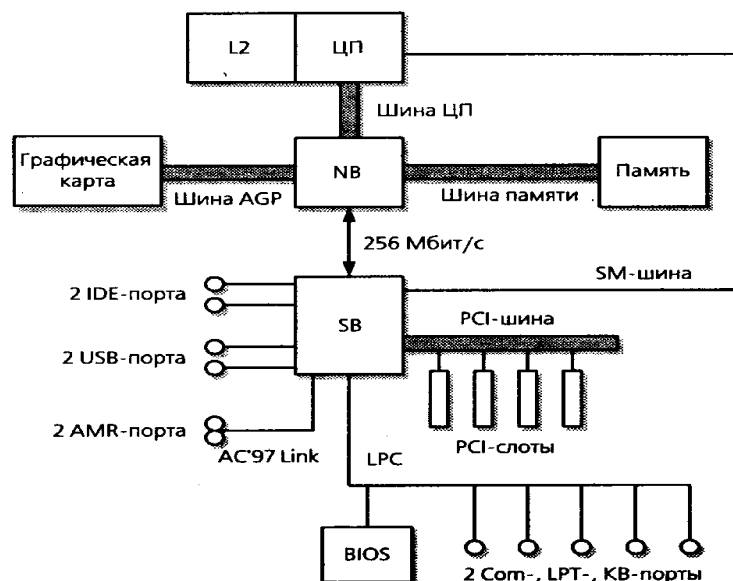 L2
ЦП
Шина ЦП
Графическая
карта
NB
Память
Шина AGP
Шина памяти
256 Мбит/с
SM-шина
2 IDE-порта
SB
PCI-шина
2 USB-порта
2 AMR-порта
AC'97 Link
LPC
PCI-слоты
BIOS
2 Com-, LPT-, KB-порты